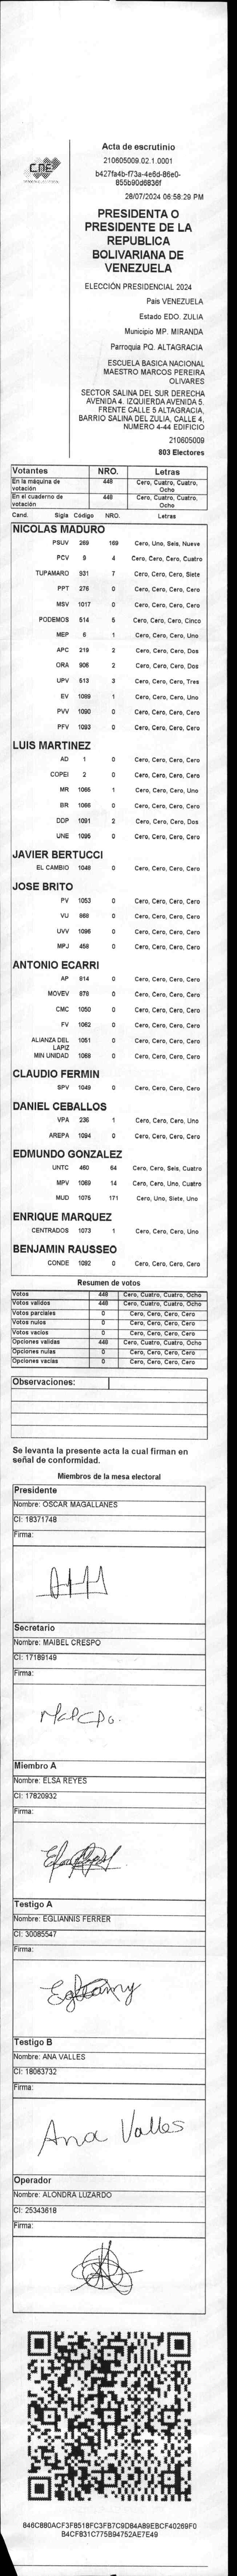 CNE
Acta de escrutinio
210605009.02.1.0001
b427fa4b-f73a-4e6d-86e0-
855b90d6836f
28/07/2024 06:58:29 PM
PRESIDENTA O
PRESIDENTE DE LA
REPUBLICA
BOLIVARIANA DE
VENEZUELA
ELECCIÓN PRESIDENCIAL 2024
País VENEZUELA
Estado EDO. ZULIA
Municipio MP. MIRANDA
Parroquia PQ. ALTAGRACIA
ESCUELA BASICA NACIONAL
MAESTRO MARCOS PEREIRA
OLIVARES
SECTOR SALINA DEL SUR DERECHA
AVENIDA 4. IZQUIERDA AVENIDA 5.
FRENTE CALLE 5 ALTAGRACIA,
BARRIO SALINA DEL ZULIA, CALLE 4,
NUMERO 4-44 EDIFICIO
210605009
803 Electores
Votantes NRO. Letras
En la máquina de votación 448 Cero, Cuatro, Cuatro, Ocho
En el cuaderno de votación 448 Cero, Cuatro, Cuatro, Ocho
Cand. Sigla Código NRO. Letras
NICOLAS MADURO
PSUV 269 169 Cero, Uno, Seis, Nueve
PCV 9 4 Cero, Cero, Cero, Cuatro
TUPAMARO 931 7 Cero, Cero, Cero, Siete
PPT 276 0 Cero, Cero, Cero, Cero
MSV 1017 0 Cero, Cero, Cero, Cero
PODEMOS 514 5 Cero, Cero, Cero, Cinco
MEP 6 1 Cero, Cero, Cero, Uno
APC 219 2 Cero, Cero, Cero, Dos
ORA 906 2 Cero, Cero, Cero, Dos
UPV 513 3 Cero, Cero, Cero, Tres
EV 1089 1 Cero, Cero, Cero, Uno
PVV 1090 0 Cero, Cero, Cero, Cero
PFV 1093 0 Cero, Cero, Cero, Cero
LUIS MARTINEZ
AD 1 0 Cero, Cero, Cero, Cero
COPEI 2 0 Cero, Cero, Cero, Cero
MR 1065 1 Cero, Cero, Cero, Uno
BR 1066 0 Cero, Cero, Cero, Cero
DDP 1091 2 Cero, Cero, Cero, Dos
UNE 1095 0 Cero, Cero, Cero, Cero
JAVIER BERTUCCI
EL CAMBIO 1048 0 Cero, Cero, Cero, Cero
JOSE BRITO
PV 1053 0 Cero, Cero, Cero, Cero
VU 868 0 Cero, Cero, Cero, Cero
UVV 1096 0 Cero, Cero, Cero, Cero
MPJ 458 0 Cero, Cero, Cero, Cero
ANTONIO ECARRI
AP 814 0 Cero, Cero, Cero, Cero
MOVEV 878 0 Cero, Cero, Cero, Cero
CMC 1050 0 Cero, Cero, Cero, Cero
FV 1062 0 Cero, Cero, Cero, Cero
ALIANZA DEL LAPIZ 1051 0 Cero, Cero, Cero, Cero
MIN UNIDAD 1068 0 Cero, Cero, Cero, Cero
CLAUDIO FERMIN
SPV 1049 0 Cero, Cero, Cero, Cero
DANIEL CEBALLOS
VPA 236 1 Cero, Cero, Cero, Uno
AREPA 1094 0 Cero, Cero, Cero, Cero
EDMUNDO GONZALEZ
UNTC 460 64 Cero, Cero, Seis, Cuatro
MPV 1069 14 Cero, Cero, Uno, Cuatro
MUD 1075 171 Cero, Uno, Siete, Uno
ENRIQUE MARQUEZ
CENTRADOS 1073 1 Cero, Cero, Cero, Uno
BENJAMIN RAUSSEO
CONDE 1092 0 Cero, Cero, Cero, Cero
Resumen de votos
Votos 448 Cero, Cuatro, Cuatro, Ocho
Votos validos 448 Cero, Cuatro, Cuatro, Ocho
Votos parciales 0 Cero, Cero, Cero, Cero
Votos nulos 0 Cero, Cero, Cero, Cero
Votos vacíos 0 Cero, Cero, Cero, Cero
Opciones validas 448 Cero, Cuatro, Cuatro, Ocho
Opciones nulas 0 Cero, Cero, Cero, Cero
Opciones vacias 0 Cero, Cero, Cero, Cero
Observaciones:
Se levanta la presente acta la cual firman en
señal de conformidad.
Miembros de la mesa electoral
Presidente
Nombre: OSCAR MAGALLANES
CI: 18371748
Firma:
Secretario
Nombre: MAIBEL CRESPO
CI: 17189149
Firma:
Miembro A
Nombre: ELSA REYES
CI: 17820932
Firma:
Testigo A
Nombre: EGLIANNIS FERRER
CI: 30085547
Firma:
Testigo B
Nombre: ANA VALLES
CI: 18063732
Firma:
Ana Valles
Operador
Nombre: ALONDRA LUZARDO
CI: 25343618
Firma:
846C880ACF3F8518FC3FB7C9D84A89EBCF40269F0
B4CF831C775B94752AE7E49